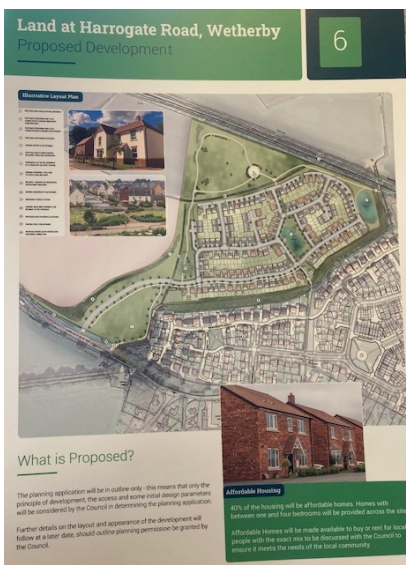 Land at Harrogate Road, Wetherby
Proposed Development
6
Illustrative Layout Plan
What is Proposed?
The planning application will be in outline only - this means that only the
principle of development, the access and some initial design parameters
will be considered by the Council in determining the planning application.
Further details on the layout and appearance of the development will
follow at a later date, should outline planning permission be granted by
the Council.
Affordable Housing
40% of the housing will be affordable homes. Homes with
between one and four bedrooms will be provided across the site
Affordable Homes will be made available to buy or rent for local
people with the exact mix to be discussed with the Council to
ensure it meets the needs of the local community.